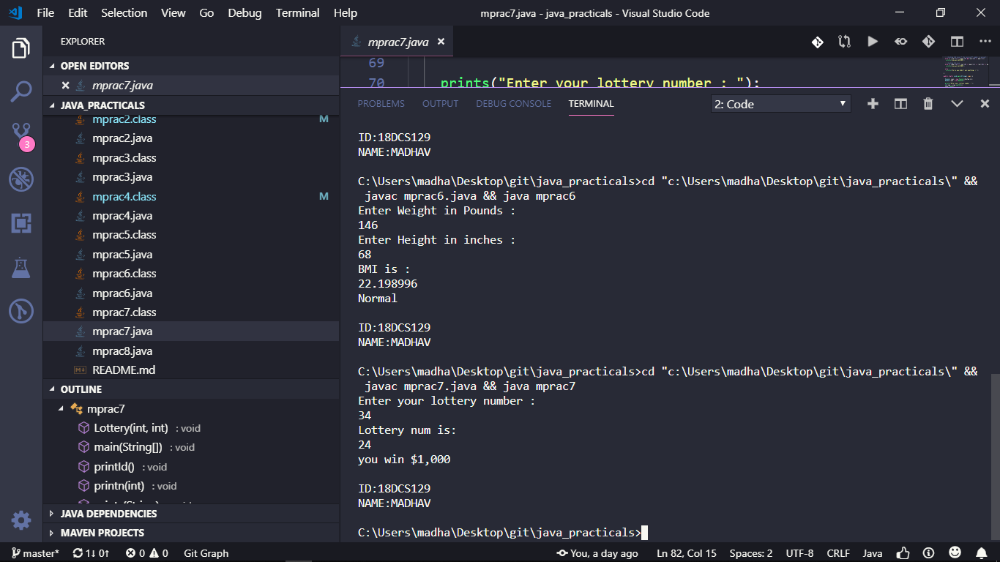 File Edit Selection View Go Debug Terminal Help
mprac7.java - java_practicals - Visual Studio Code
EXPLORER
OPEN EDITORS
mprac7.java
JAVA_PRACTICALS
mprac2.class M
mprac2.java
mprac3.class
mprac3.java
mprac4.class M
mprac4.java
mprac5.class
mprac5.java
mprac6.class
mprac6.java
mprac7.class
mprac7.java
mprac8.java
README.md
3
OUTLINE
mprac7
Lottery(int, int) : void
main(String[]) : void
printId() : void
printn(int) : void
JAVA DEPENDENCIES
MAVEN PROJECTS
mprac7.java
69
70 prints("Enter your lottery number : ");
PROBLEMS OUTPUT DEBUG CONSOLE TERMINAL 2: Code
ID:18DCS129
NAME:MADHAV
C:\Users\madha\Desktop\git\java_practicals>cd "c:\Users\madha\Desktop\git\java_practicals\" &&
javac mprac6.java && java mprac6
Enter Weight in Pounds :
146
Enter Height in inches :
68
BMI is :
22.198996
Normal
ID:18DCS129
NAME:MADHAV
C:\Users\madha\Desktop\git\java_practicals>cd "c:\Users\madha\Desktop\git\java_practicals\" &&
javac mprac7.java && java mprac7
Enter your lottery number :
34
Lottery num is:
24
you win $1,000
ID:18DCS129
NAME:MADHAV
C:\Users\madha\Desktop\git\java_practicals>
master* 1↓ 0↑ 0 0 Git Graph You, a day ago Ln 82, Col 15 Spaces: 2 UTF-8 CRLF Java